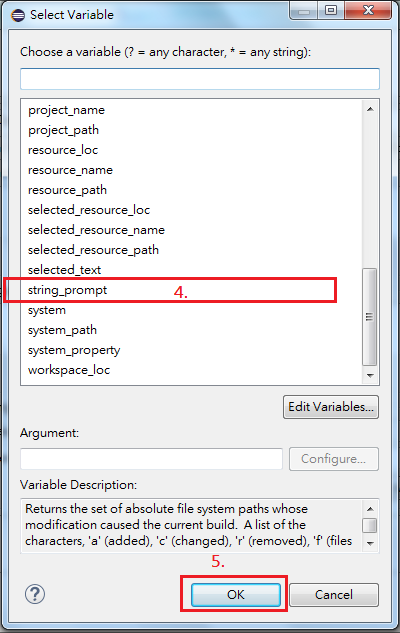 Select Variable
Choose a variable (? = any character, * = any string):
project_name
project_path
resource_loc
resource_name
resource_path
selected_resource_loc
selected_resource_name
selected_resource_path
selected_text
string_prompt
4.
system
system_path
system_property
workspace_loc
Edit Variables...
Argument:
Configure...
Variable Description:
Returns the set of absolute file system paths whose
modification caused the current build.  A list of the
characters, 'a' (added), 'c' (changed), 'r' (removed), 'f' (files
5.
?
OK
Cancel